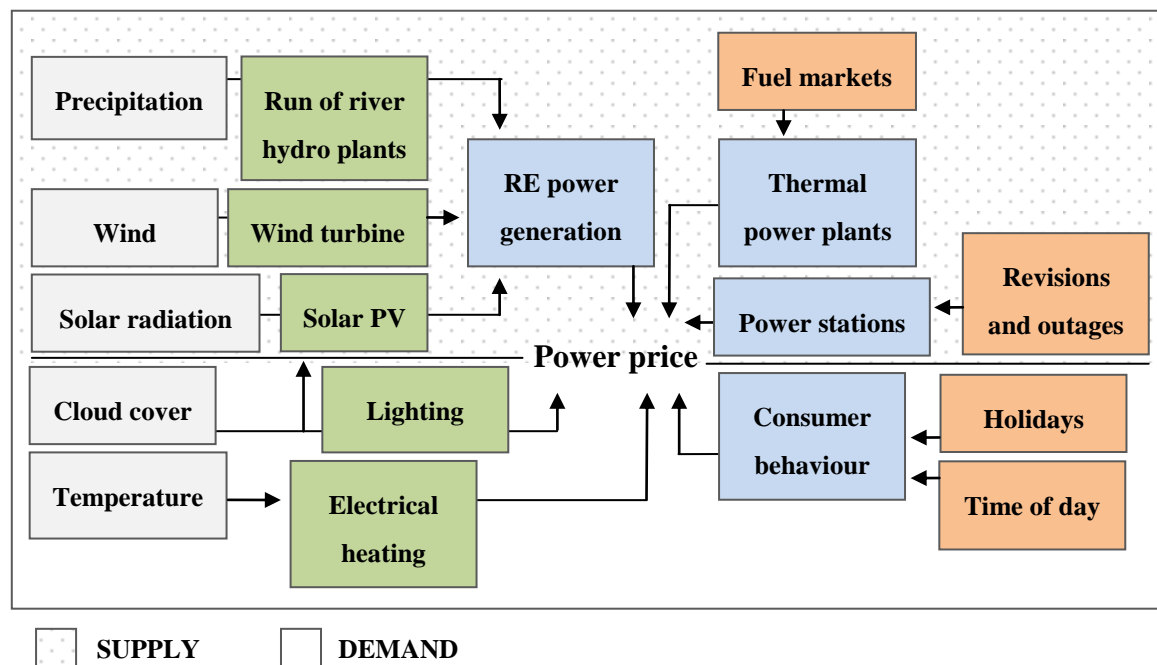 Precipitation
Run of river
hydro plants
Fuel markets
RE power
generation
Thermal
power plants
Wind
Wind turbine
Revisions
and outages
Solar radiation
Solar PV
Power stations
Power price
Cloud cover
Lighting
Consumer
behaviour
Holidays
Temperature
Electrical
heating
Time of day
SUPPLY
DEMAND